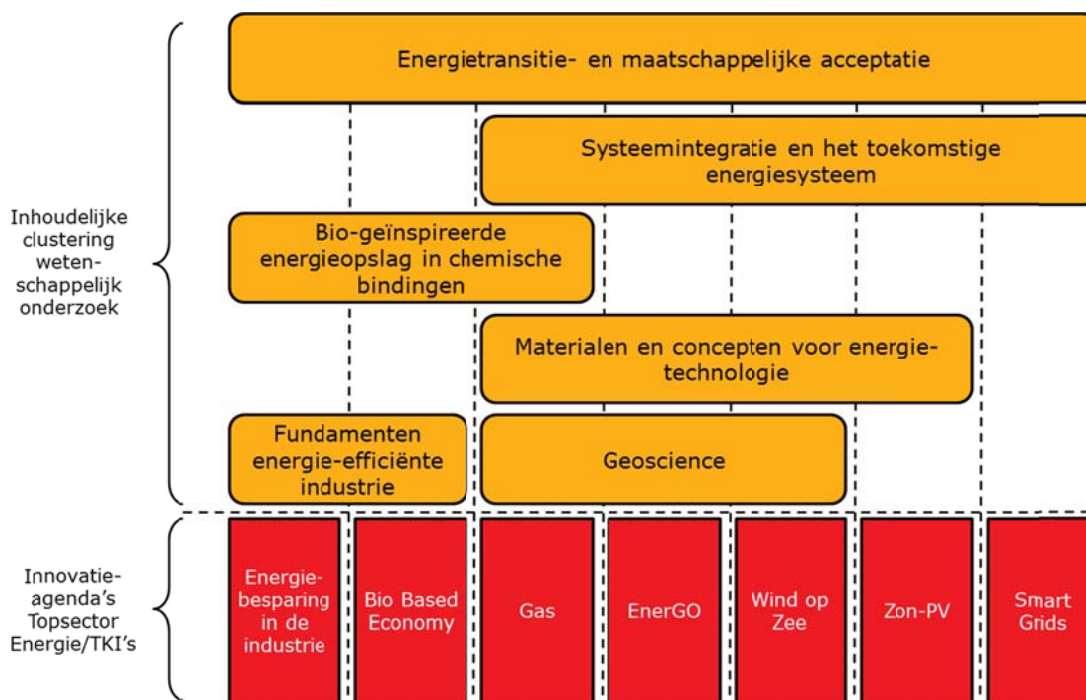 Energietransitie- en maatschappelijke acceptatie
Systeemintegratie en het toekomstige
energiesysteem
Inhoudelijke
clustering
weten-
schappelijk
onderzoek
Bio-geïnspireerde
energieopslag in chemische
bindingen
Materialen en concepten voor energie-
technologie
Fundamenten
energie-efficiënte
industrie
Geoscience
Innovatie-
agenda's
Topsector
Energie/TKI's
Energie-
besparing
in de
industrie
Bio Based
Economy
Gas
EnerGO
Wind op
Zee
Zon-PV
Smart
Grids